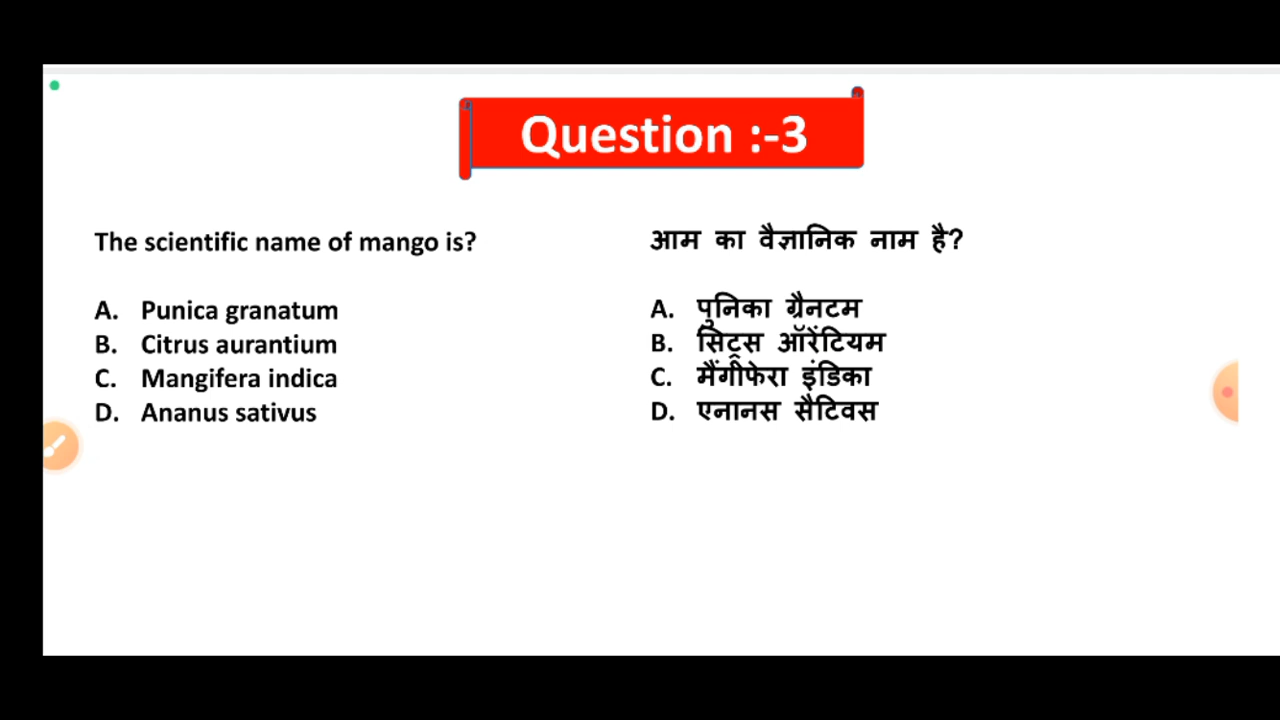 Question :-3
The scientific name of mango is?
A. Punica granatum
B. Citrus aurantium
C. Mangifera indica
D. Ananus sativus
आम का वैज्ञानिक नाम है?
A. पुनिका ग्रैनटम
B. सिट्रस ऑरेंटियम
C. मैंगीफेरा इंडिका
D. एनानस सैटिवस